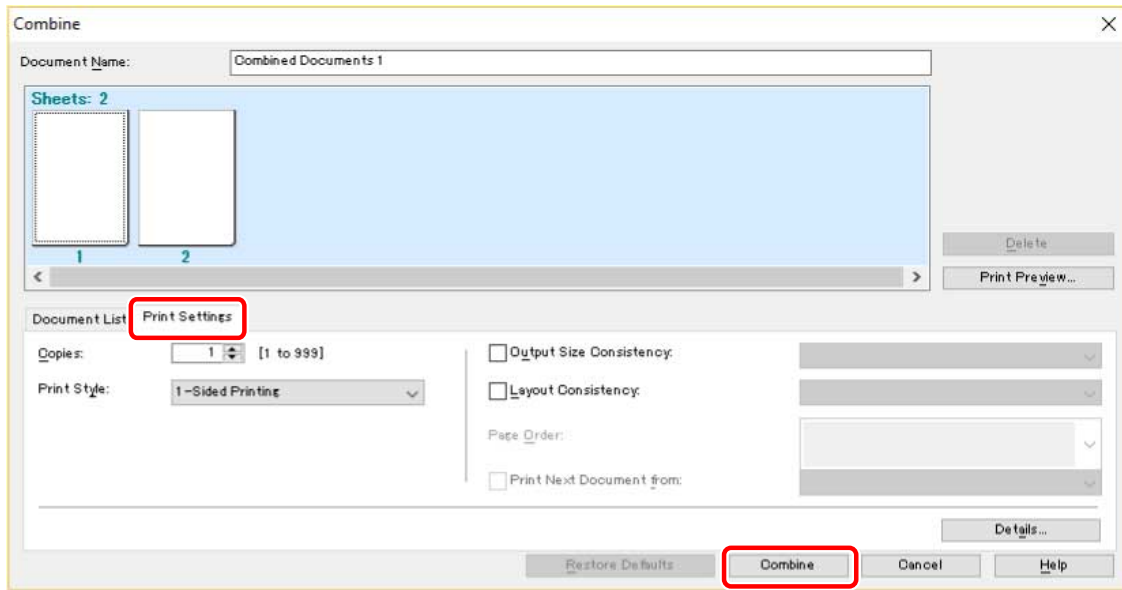 Combine
Document Name: Combined Documents 1
Sheets: 2
1 2
Delete
Print Preview...
Document List Print Settings
Copies: 1 [1 to 999] Output Size Consistency:
Print Style: 1-Sided Printing Layout Consistency:
Page Order:
Print Next Document from:
Details...
Restore Defaults Combine Cancel Help